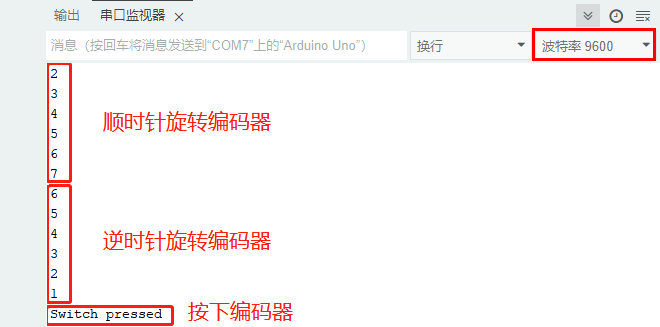 输出 串口监视器
消息（按回车将消息发送到“COM7”上的“Arduino Uno”）
换行
波特率 9600
2
3
4
5
6
7
顺时针旋转编码器
6
5
4
3
2
1
逆时针旋转编码器
Switch pressed
按下编码器